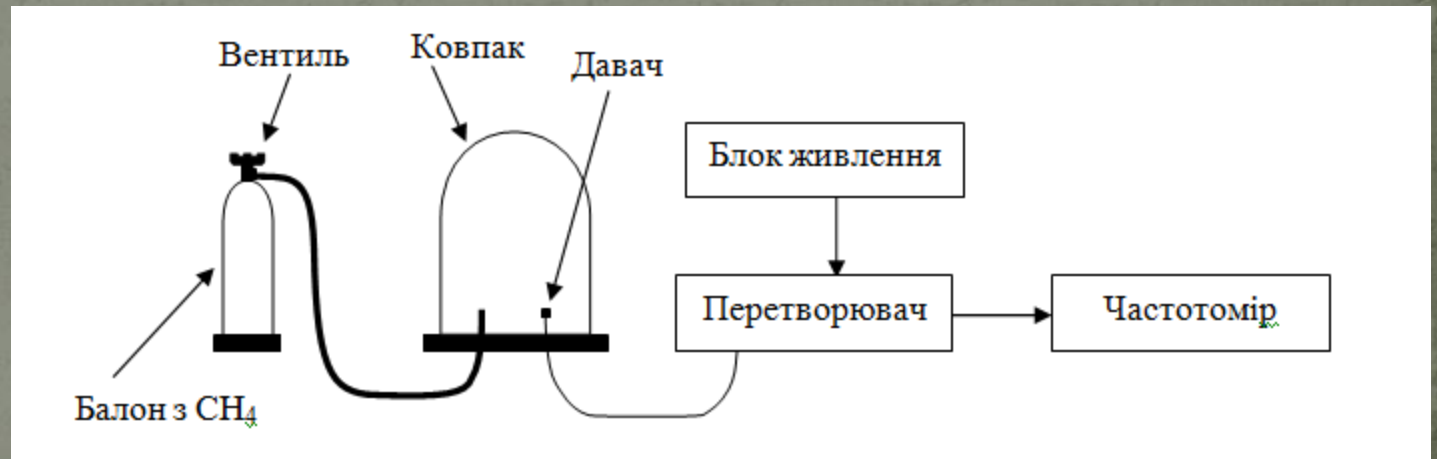 Вентиль
Ковпак
Давач
Блок живлення
Перетворювач
Частотомір
Балон з CH₄